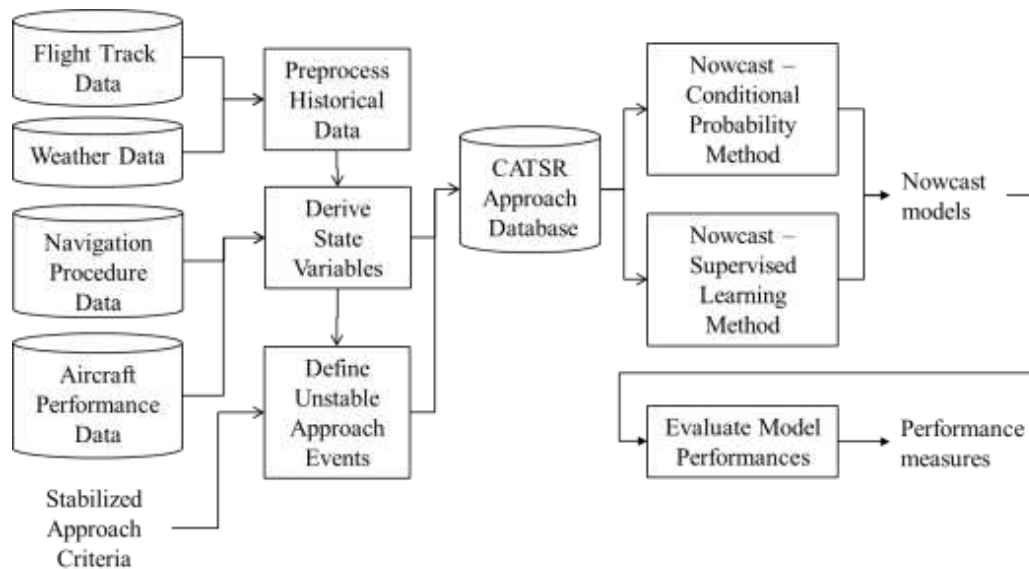 Flight Track
Data
Weather Data
Navigation
Procedure
Data
Aircraft
Performance
Data
Stabilized
Approach
Criteria
Preprocess
Historical
Data
Derive
State
Variables
Define
Unstable
Approach
Events
CATSR
Approach
Database
Nowcast –
Conditional
Probability
Method
Nowcast –
Supervised
Learning
Method
Nowcast
models
Evaluate Model
Performances
Performance
measures